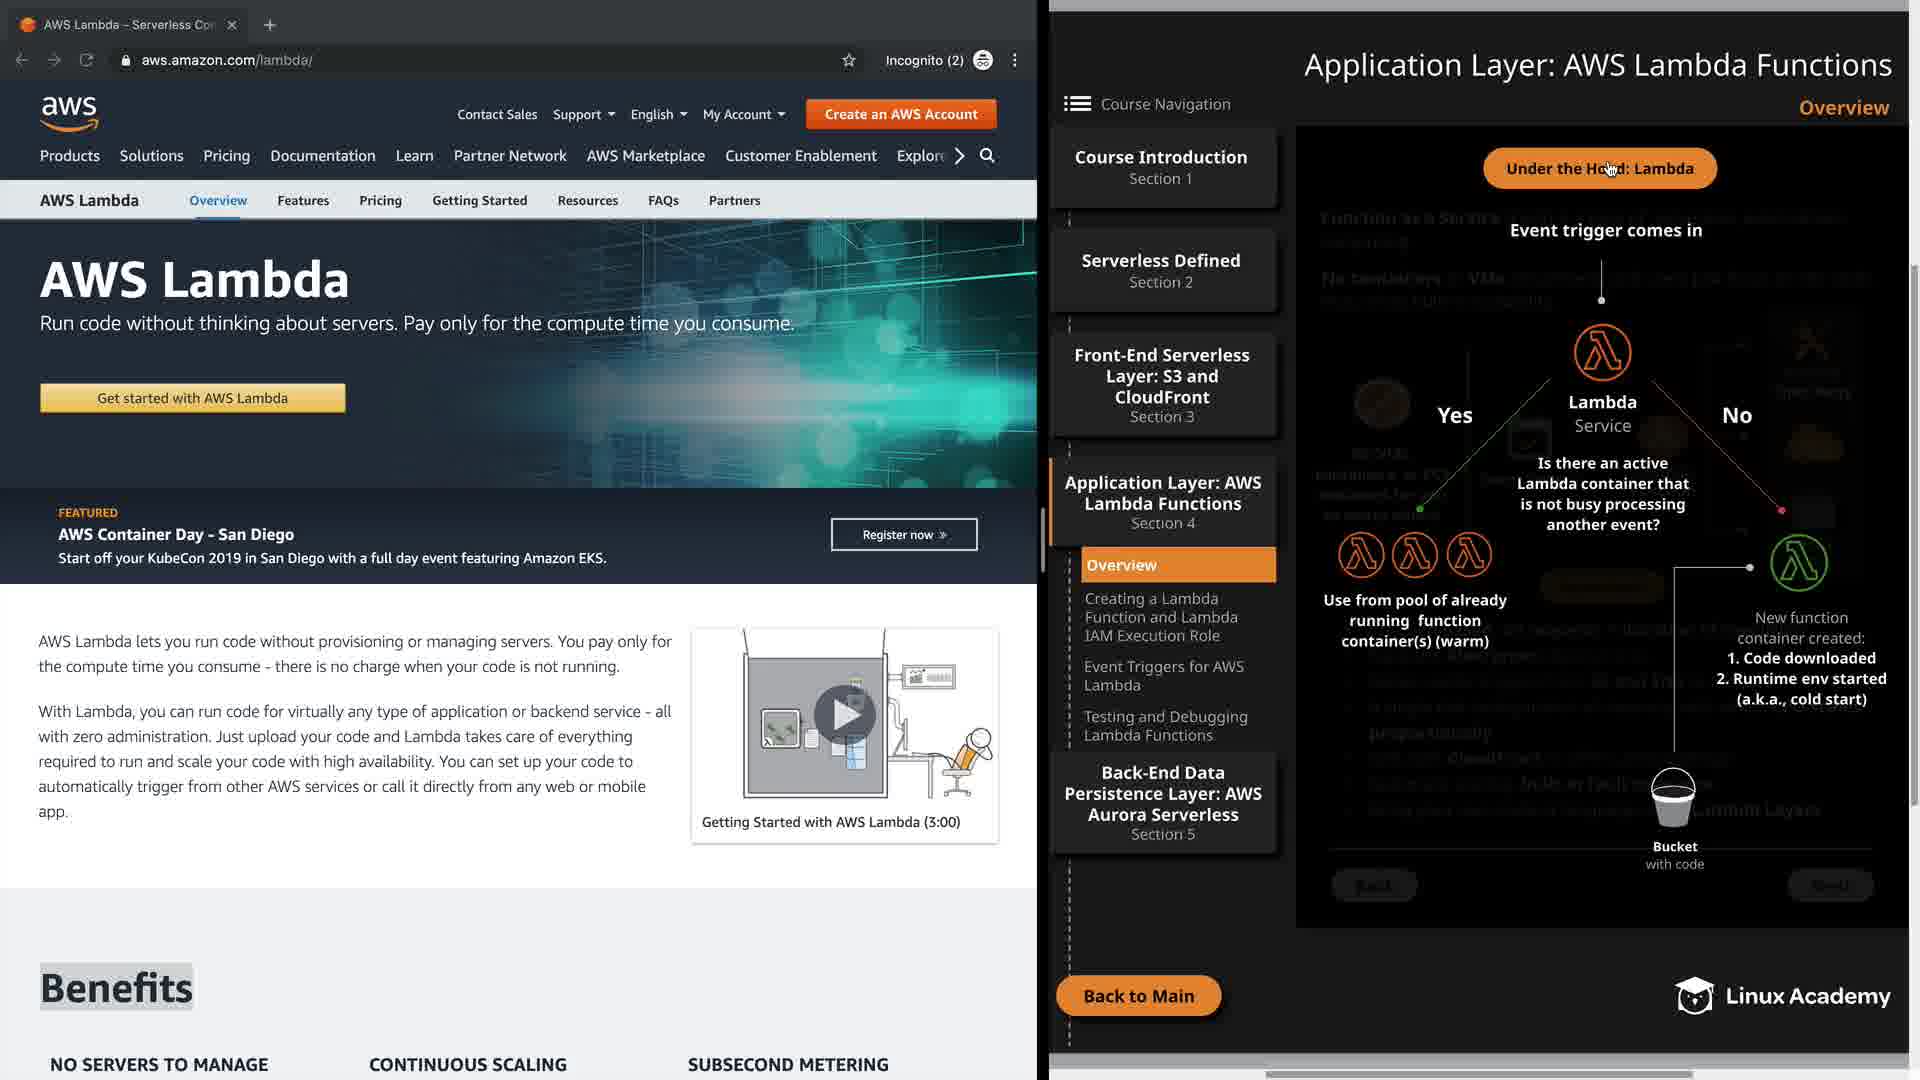 AWS Lambda – Serverless Co
aws.amazon.com/lambda/
Incognito (2)
aws
Contact Sales
Support
English
My Account
Create an AWS Account
Products
Solutions
Pricing
Documentation
Learn
Partner Network
AWS Marketplace
Customer Enablement
Explor
AWS Lambda
Overview
Features
Pricing
Getting Started
Resources
FAQs
Partners
AWS Lambda
Run code without thinking about servers. Pay only for the compute time you consume.
Get started with AWS Lambda
FEATURED
AWS Container Day - San Diego
Start off your KubeCon 2019 in San Diego with a full day event featuring Amazon EKS.
Register now »
AWS Lambda lets you run code without provisioning or managing servers. You pay only for
the compute time you consume - there is no charge when your code is not running.
With Lambda, you can run code for virtually any type of application or backend service - all
with zero administration. Just upload your code and Lambda takes care of everything
required to run and scale your code with high availability. You can set up your code to
automatically trigger from other AWS services or call it directly from any web or mobile
app.
Getting Started with AWS Lambda (3:00)
Benefits
NO SERVERS TO MANAGE
CONTINUOUS SCALING
SUBSECOND METERING
Application Layer: AWS Lambda Functions
Overview
Course Navigation
Course Introduction
Section 1
Serverless Defined
Section 2
Front-End Serverless
Layer: S3 and
CloudFront
Section 3
Application Layer: AWS
Lambda Functions
Section 4
Overview
Creating a Lambda
Function and Lambda
IAM Execution Role
Event Triggers for AWS
Lambda
Testing and Debugging
Lambda Functions
Back-End Data
Persistence Layer: AWS
Aurora Serverless
Section 5
Back to Main
Under the Hood: Lambda
Event trigger comes in
Lambda
Service
Yes
No
Is there an active
Lambda container that
is not busy processing
another event?
Use from pool of already
running function
container(s) (warm)
New function
container created:
1. Code downloaded
2. Runtime env started
(a.k.a., cold start)
Bucket
with code
Linux Academy